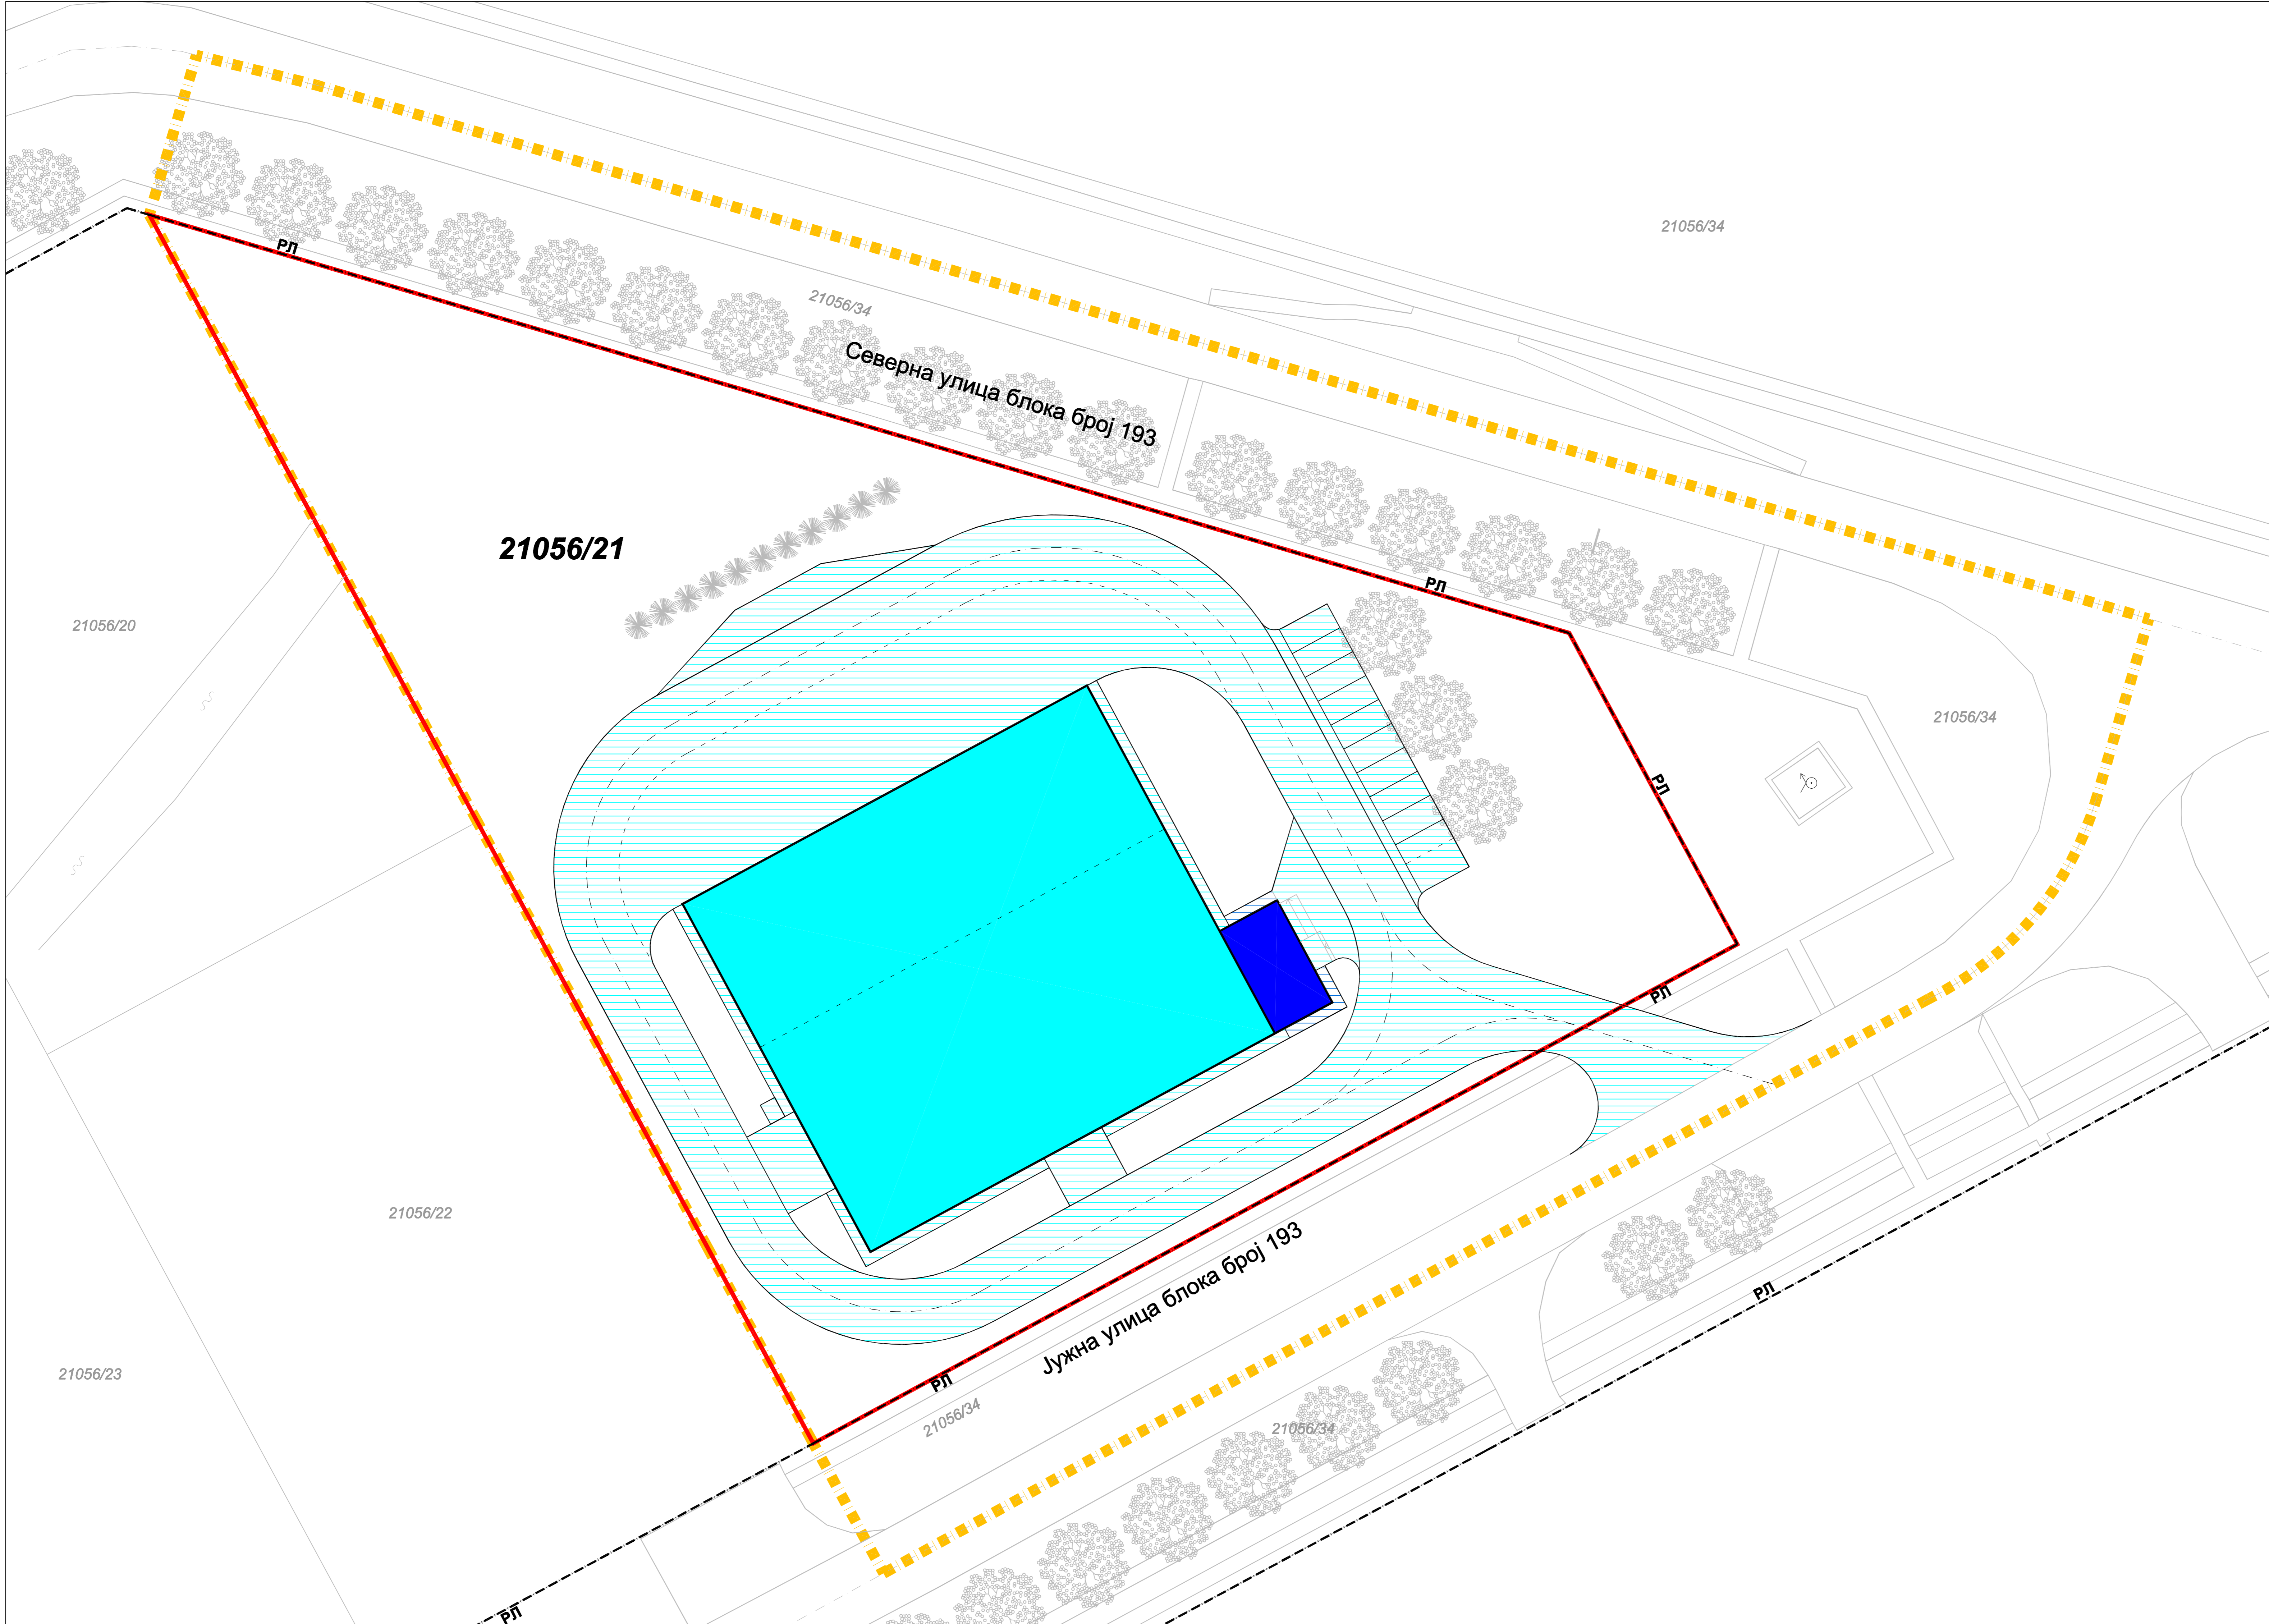 21056/34
РЛ
21056/34
Северна улица блока број 193
21056/21
РЛ
21056/20
21056/34
РЛ
РЛ
21056/22
Јужна улица блока број 193
РЛ
21056/23
РЛ
21056/34
21056/34
РЛ